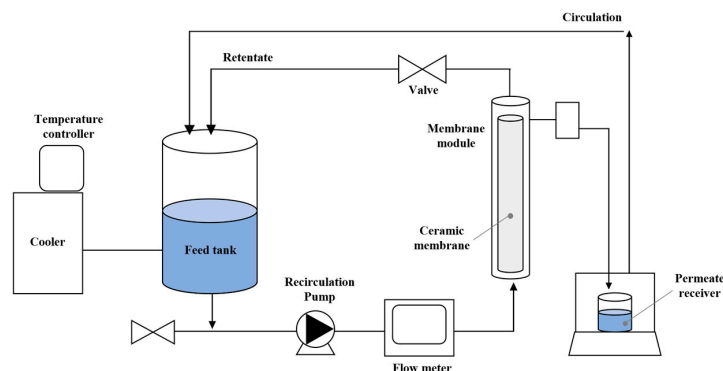 Circulation
Retentate
Valve
Temperature
controller
Membrane
module
Cooler
Feed tank
Ceramic
membrane
Recirculation
Pump
Permeate
receiver
Flow meter